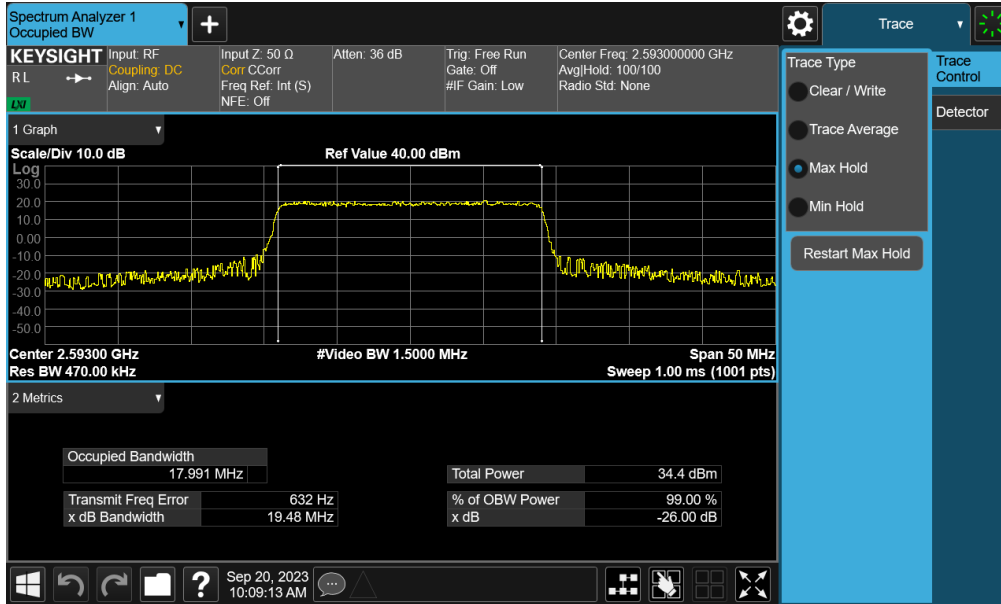 Spectrum Analyzer 1
Occupied BW
Trace
KEYSIGHT
R L
LXI
Input: RF
Coupling: DC
Align: Auto
Input Z: 50 Ω
Corr CCorr
Freq Ref: Int (S)
NFE: Off
Atten: 36 dB
Trig: Free Run
Gate: Off
#IF Gain: Low
Center Freq: 2.593000000 GHz
Avg|Hold: 100/100
Radio Std: None
1 Graph
Scale/Div 10.0 dB
Ref Value 40.00 dBm
Log
30.0
20.0
10.0
0.00
-10.0
-20.0
-30.0
-40.0
-50.0
Center 2.59300 GHz
#Video BW 1.5000 MHz
Span 50 MHz
Res BW 470.00 kHz
Sweep 1.00 ms (1001 pts)
2 Metrics
Occupied Bandwidth
17.991 MHz
Total Power 34.4 dBm
Transmit Freq Error 632 Hz
% of OBW Power 99.00 %
x dB Bandwidth 19.48 MHz
x dB -26.00 dB
Trace Type
Clear / Write
Trace Average
Max Hold
Min Hold
Restart Max Hold
Trace
Control
Detector
?
Sep 20, 2023
10:09:13 AM